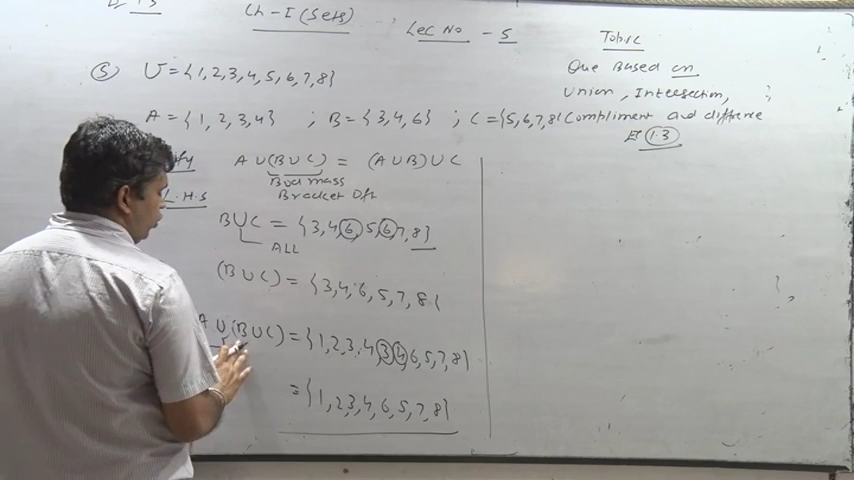 Ch-I (Sets)
Lec No - 5
Topic
Que Based on
Union, Intersection,
Compliment and difference
Ex 1.3
(5) U = {1,2,3,4,5,6,7,8}
A = {1,2,3,4} ; B = {3,4,6} ; C = {5,6,7,8}
A∪(B∪C) = (A∪B)∪C
Bracket Off
L.H.S
B∪C = {3,4,6,5,6,7,8}
ALL
(B∪C) = {3,4,6,5,7,8}
A∪(B∪C) = {1,2,3,4,3,4,6,5,7,8}
= {1,2,3,4,6,5,7,8}